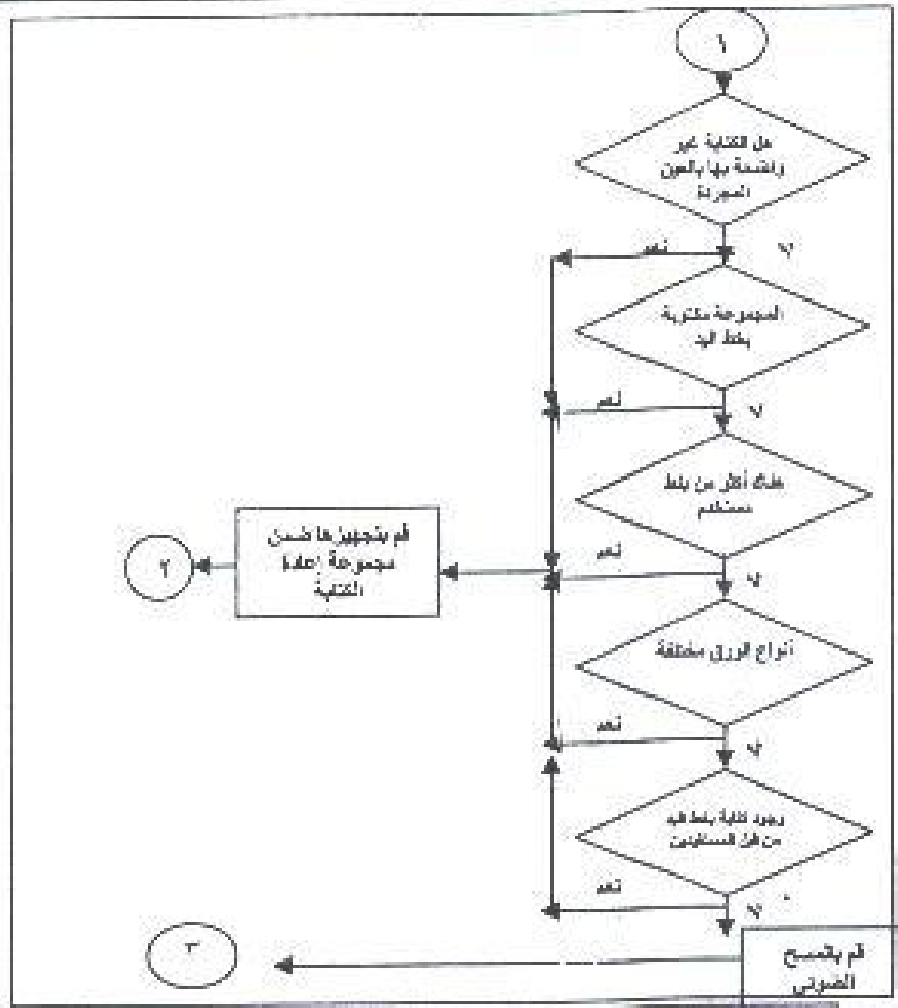 ١
هل الكتابة غير
واضحة بها بالعين
المجردة
نعم
لا
المجموعة مكتوبة
بخط اليد
نعم
لا
هناك أكثر من
مستخدم
نعم
لا
قم بتجهيزها ضمن
مجموعة إعادة
الكتابة
٢
أنواع الورق مختلفة
نعم
لا
وجود كتابة بخط اليد
من قبل المستفيدين
نعم
لا
قم بالمسح
الضوئي
٣